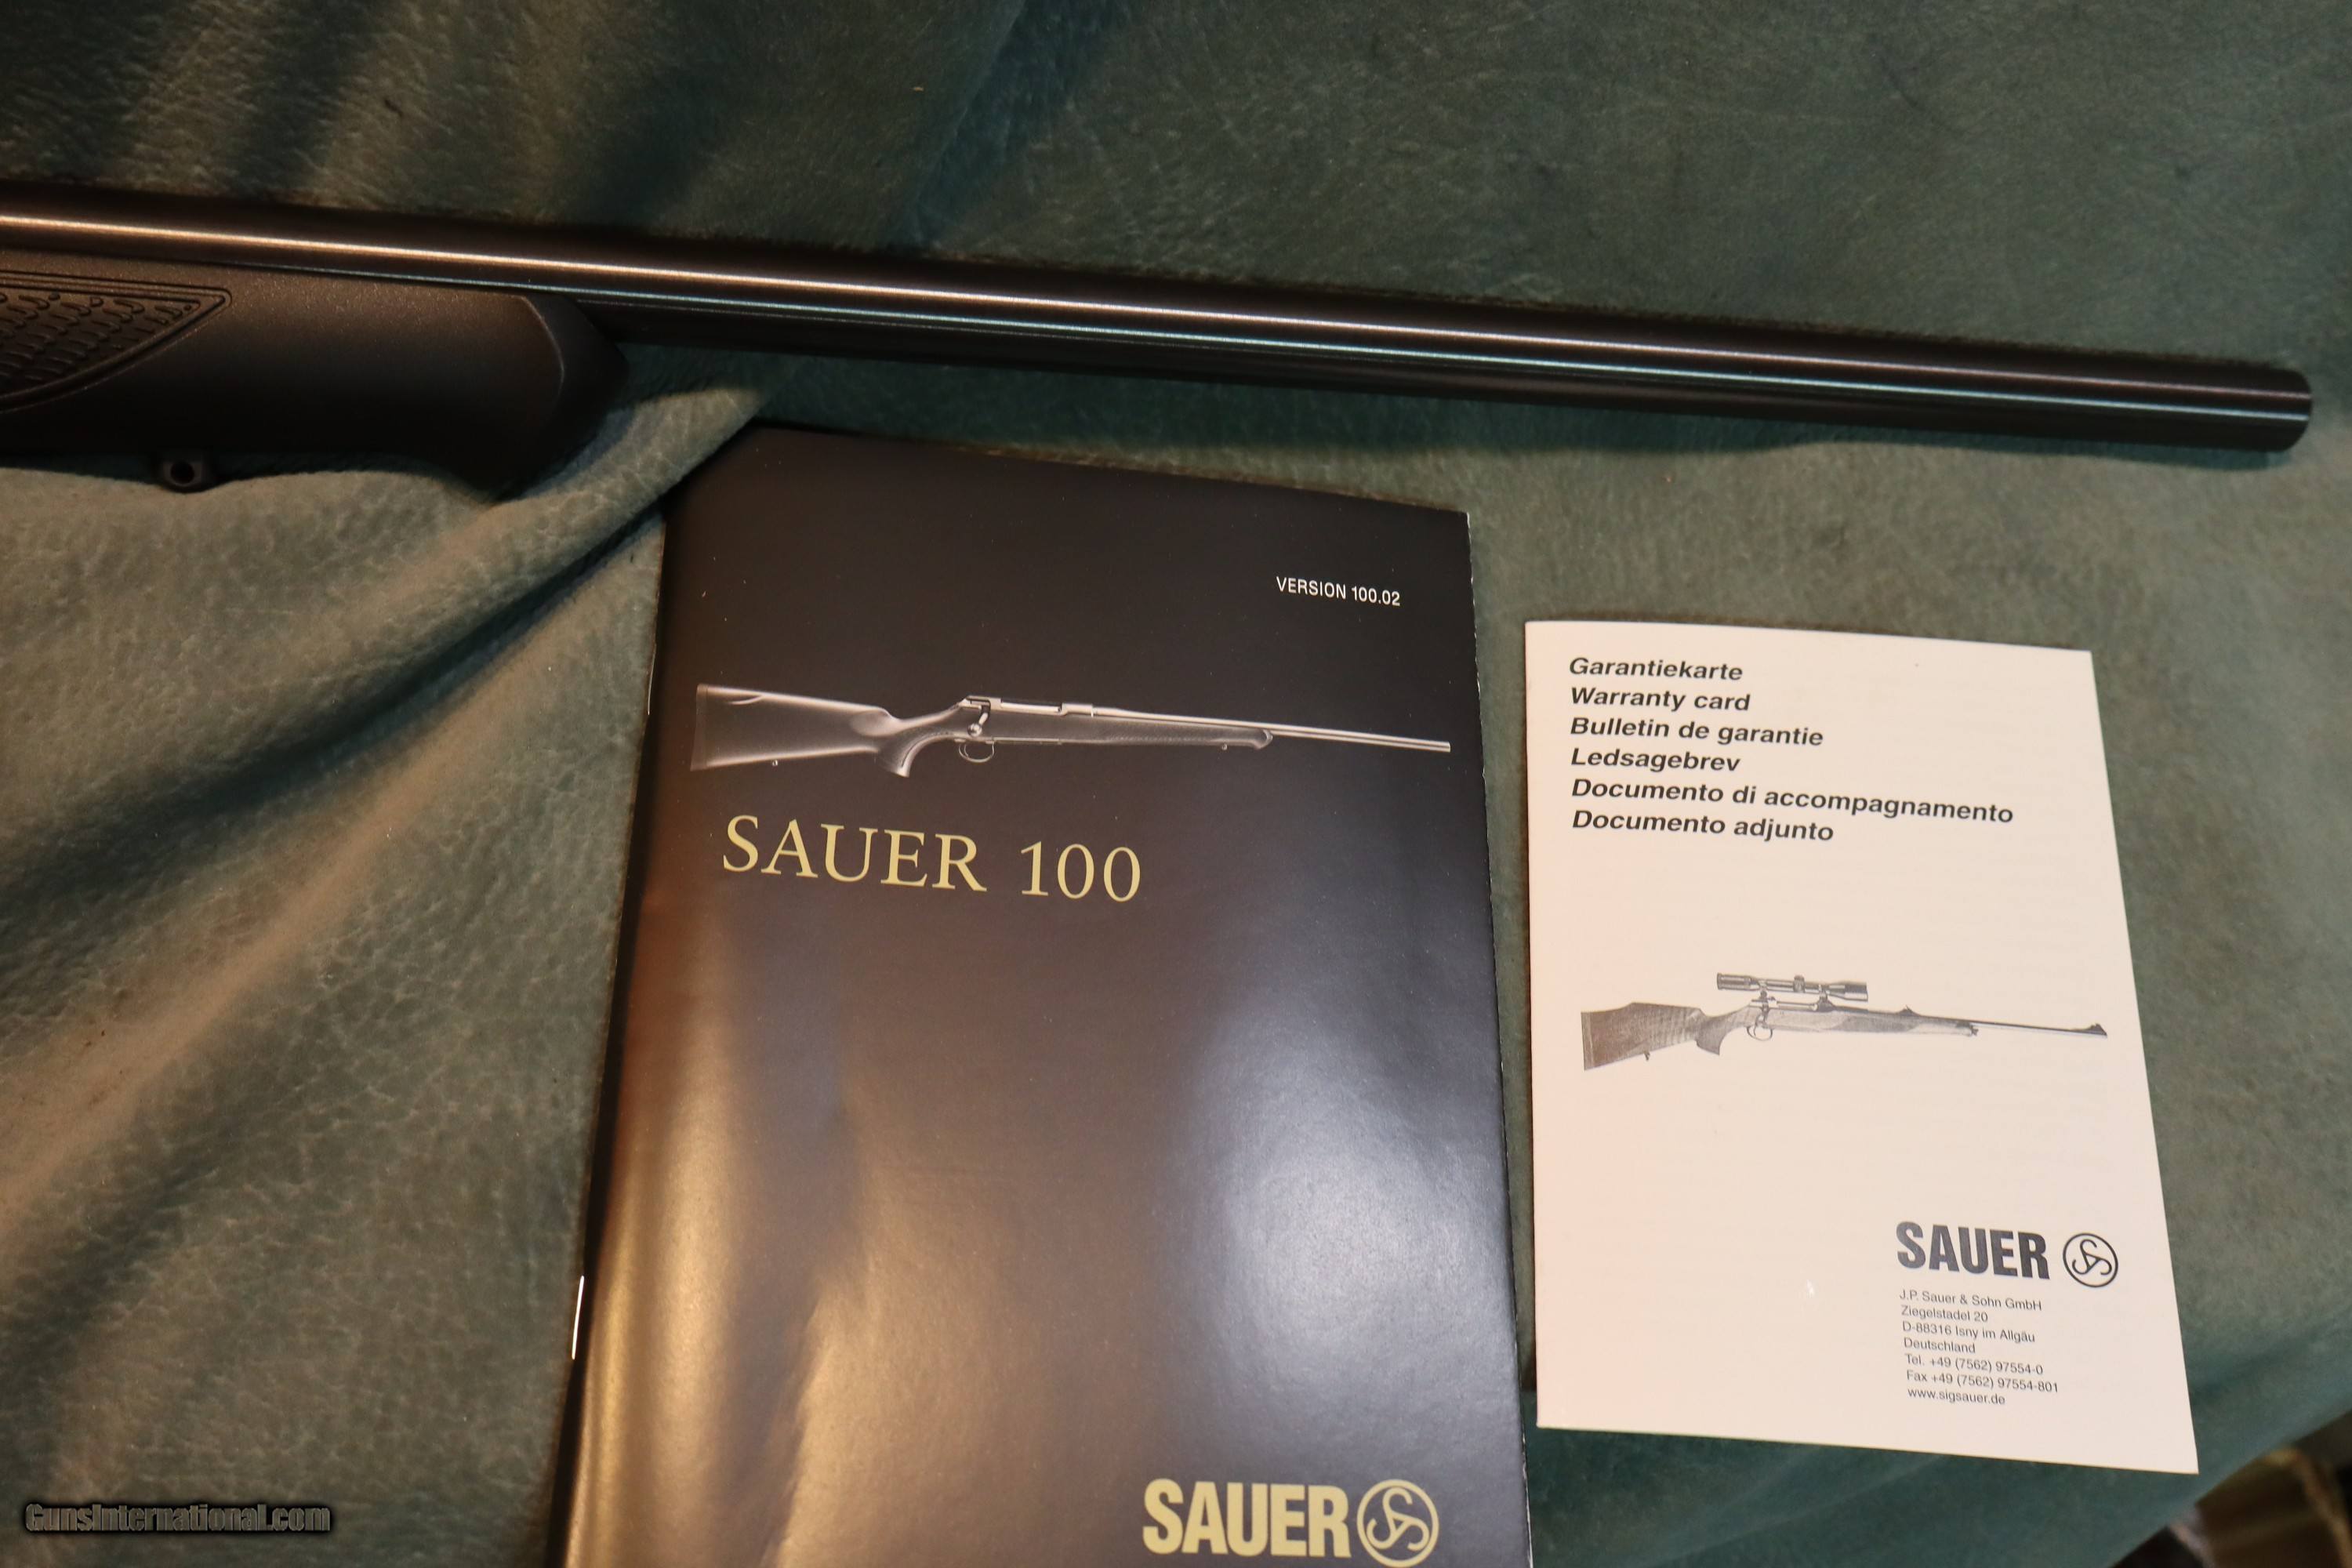 VERSION 100.02
SAUER 100
SAUER
Garantiekarte
Warranty card
Bulletin de garantie
Ledsagebrev
Documento di accompagnamento
Documento adjunto
SAUER
J.P. Sauer & Sohn GmbH
Ziegelstadel 20
D-88316 Isny im Allgäu
Deutschland
Tel. +49 (7562) 97554-0
Fax +49 (7562) 97554-801
www.sigsauer.de
GunsInternational.com